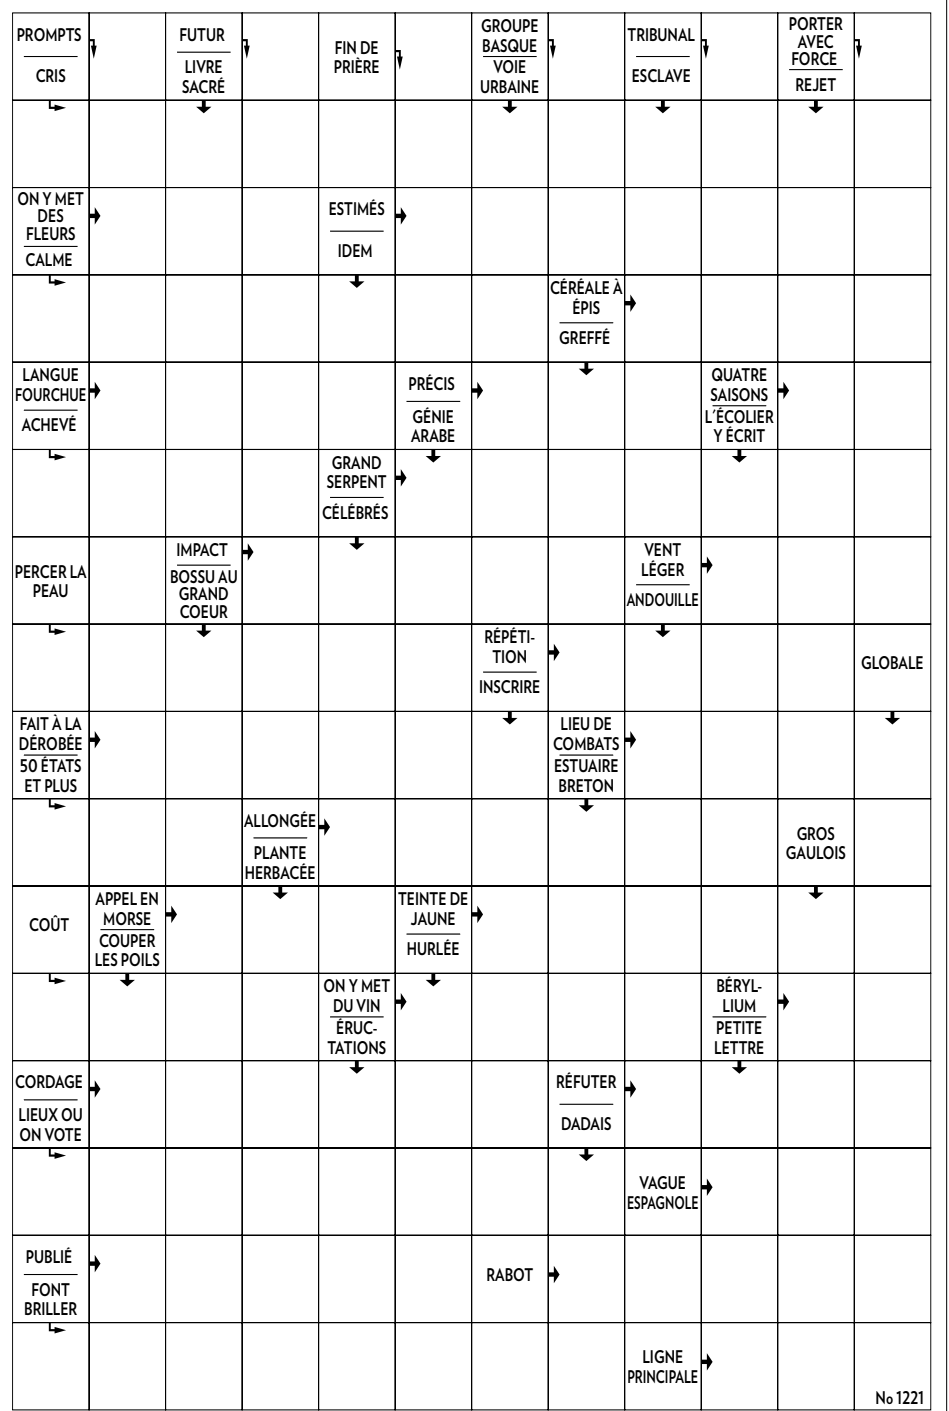 PROMPTS
CRIS
FUTUR
LIVRE
SACRÉ
FIN DE
PRIÈRE
GROUPE
BASQUE
VOIE
URBAINE
TRIBUNAL
ESCLAVE
PORTER
AVEC
FORCE
REJET
ON Y MET
DES
FLEURS
CALME
ESTIMÉS
IDEM
CÉRÉALE À
ÉPIS
GREFFÉ
LANGUE
FOURCHUE
ACHEVÉ
PRÉCIS
GÉNIE
ARABE
QUATRE
SAISONS
L'ÉCOLIER
Y ÉCRIT
GRAND
SERPENT
CÉLÉBRÉS
PERCER LA
PEAU
IMPACT
BOSSU AU
GRAND
COEUR
VENT
LÉGER
ANDOUILLE
RÉPÉTI-
TION
INSCRIRE
GLOBALE
FAIT À LA
DÉROBÉE
50 ÉTATS
ET PLUS
LIEU DE
COMBATS
ESTUAIRE
BRETON
ALLONGÉE
PLANTE
HERBACÉE
GROS
GAULOIS
COÛT
APPEL EN
MORSE
COUPER
LES POILS
TEINTE DE
JAUNE
HURLÉE
ON Y MET
DU VIN
ÉRUC-
TATIONS
BÉRYL-
LIUM
PETITE
LETTRE
CORDAGE
LIEUX OU
ON VOTE
RÉFUTER
DADAIS
VAGUE
ESPAGNOLE
PUBLIÉ
FONT
BRILLER
RABOT
LIGNE
PRINCIPALE
No 1221